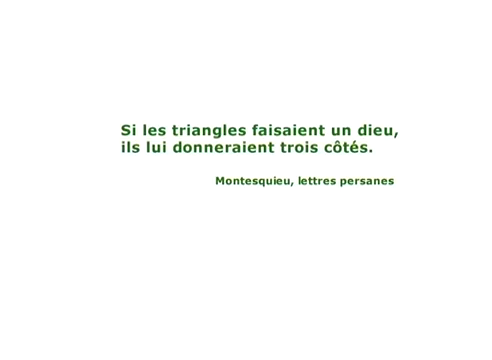 Si les triangles faisaient un dieu,
ils lui donneraient trois côtés.
Montesquieu, lettres persanes